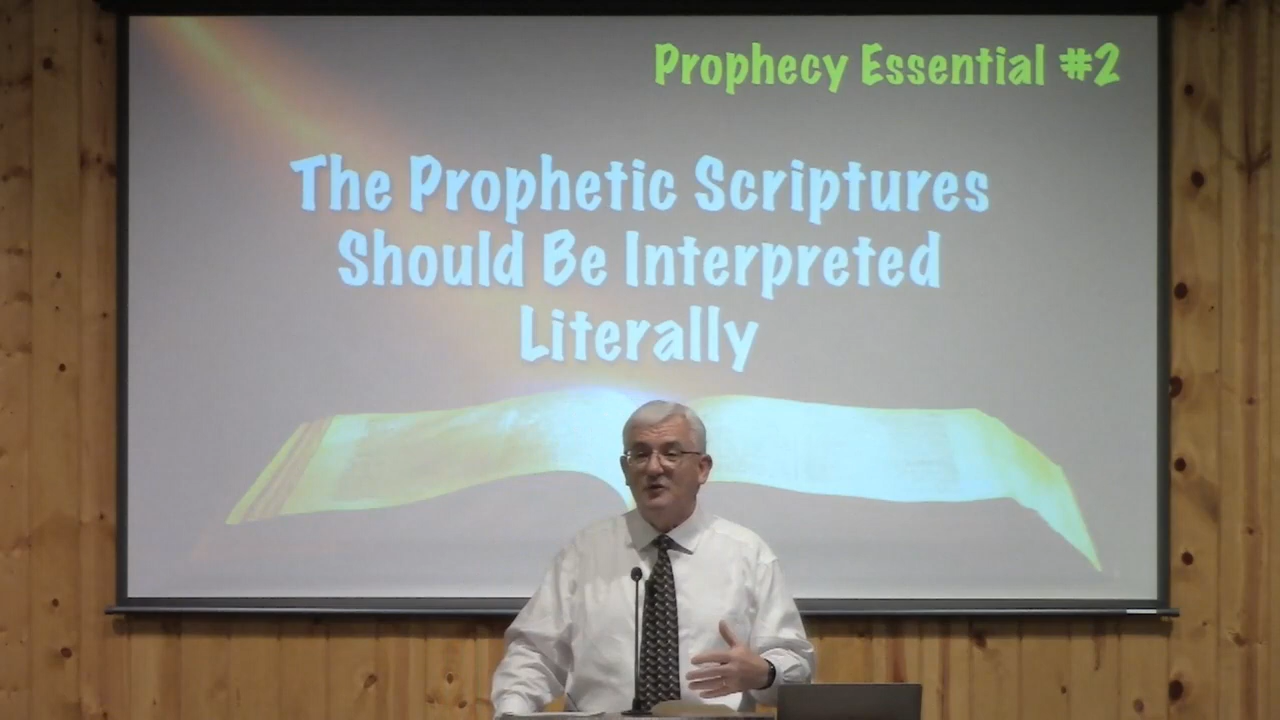 Prophecy Essential #2
The Prophetic Scriptures
Should Be Interpreted
Literally